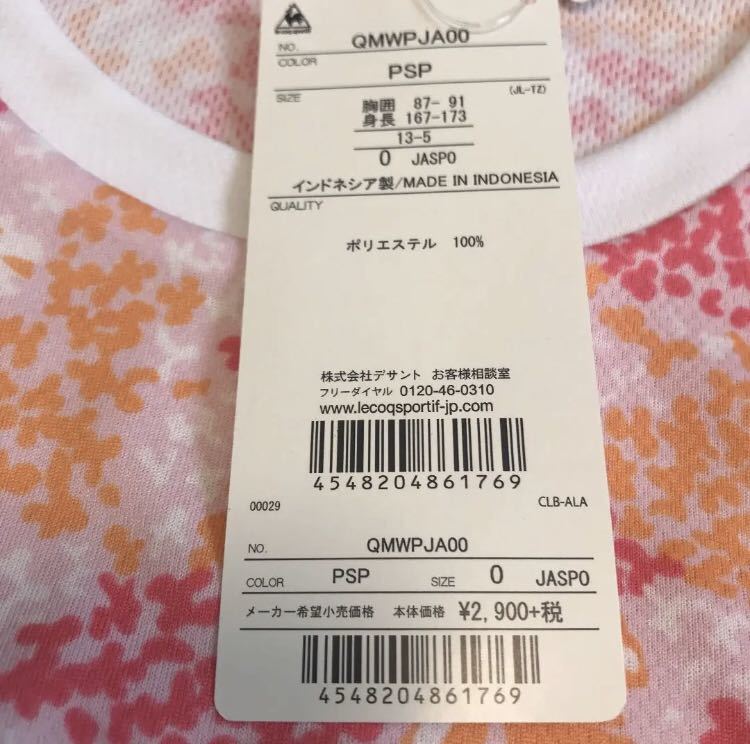 le coq sportif
NO. QMWPJA00
COLOR PSP
(JL-TZ)
SIZE 胸囲 87- 91
身長 167-173
13-5
O JASPO
インドネシア製/MADE IN INDONESIA
QUALITY
ポリエステル 100%
株式会社デサント お客様相談室
フリーダイヤル 0120-46-0310
www.lecoqsportif-jp.com
4548204861769
00029 CLB-ALA
NO. QMWPJA00
COLOR PSP SIZE O JASPO
メーカー希望小売価格 本体価格 ¥2,900+税
4548204861769